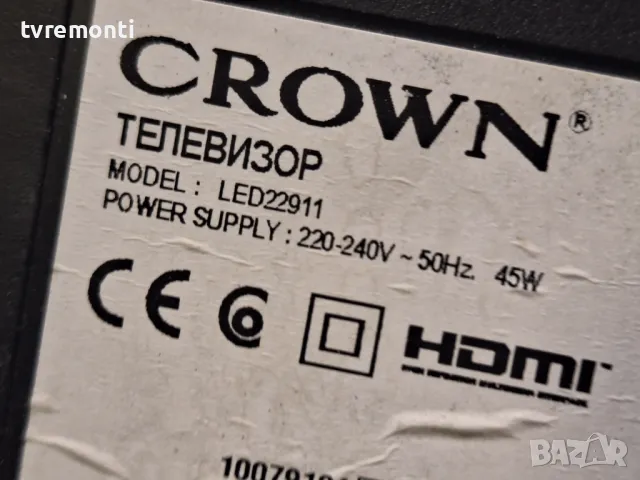 tvremonti
CROWN®
ТЕЛЕВИЗОР
MODEL : LED22911
POWER SUPPLY : 220-240V ~ 50Hz. 45W
CE
HDMI
BAZAR